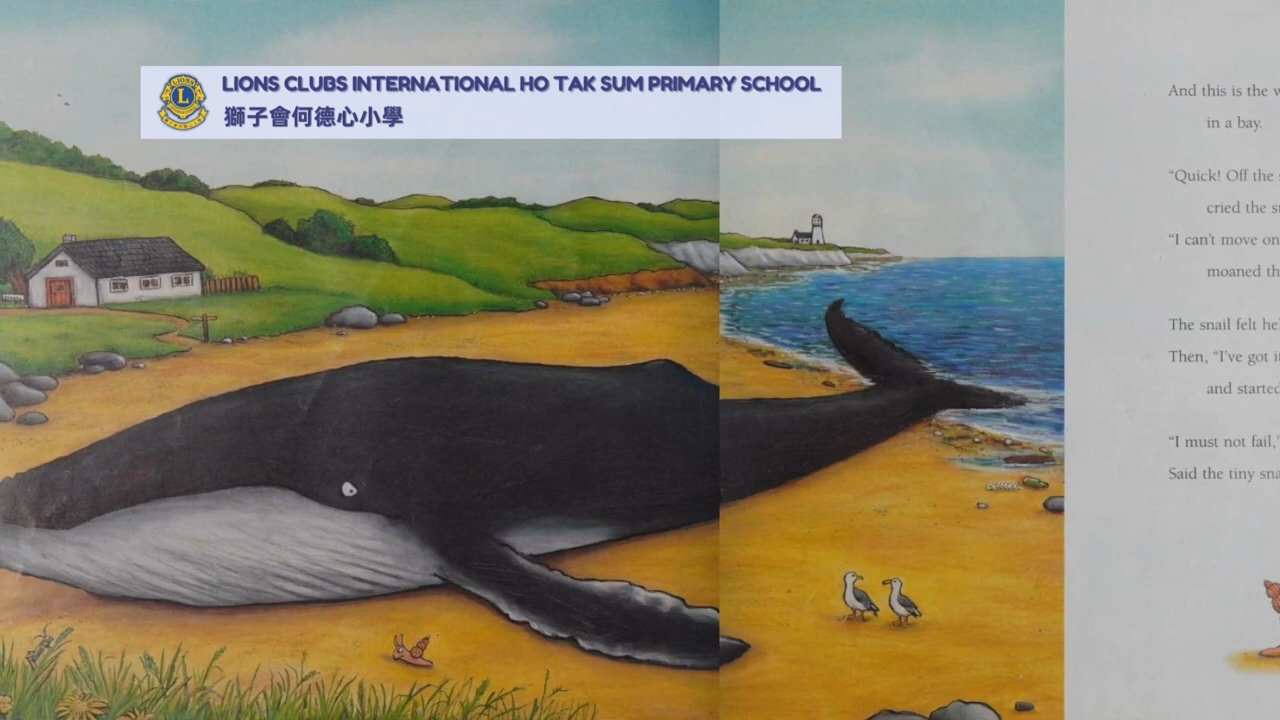 LIONS CLUBS INTERNATIONAL HO TAK SUM PRIMARY SCHOOL
獅子會何德心小學
LIONS
L
And this is the
in a bay.
“Quick! Off the
cried the
“I can’t move on
moaned
The snail felt
Then, “I’ve got
and started
“I must not fail,”
Said the tiny